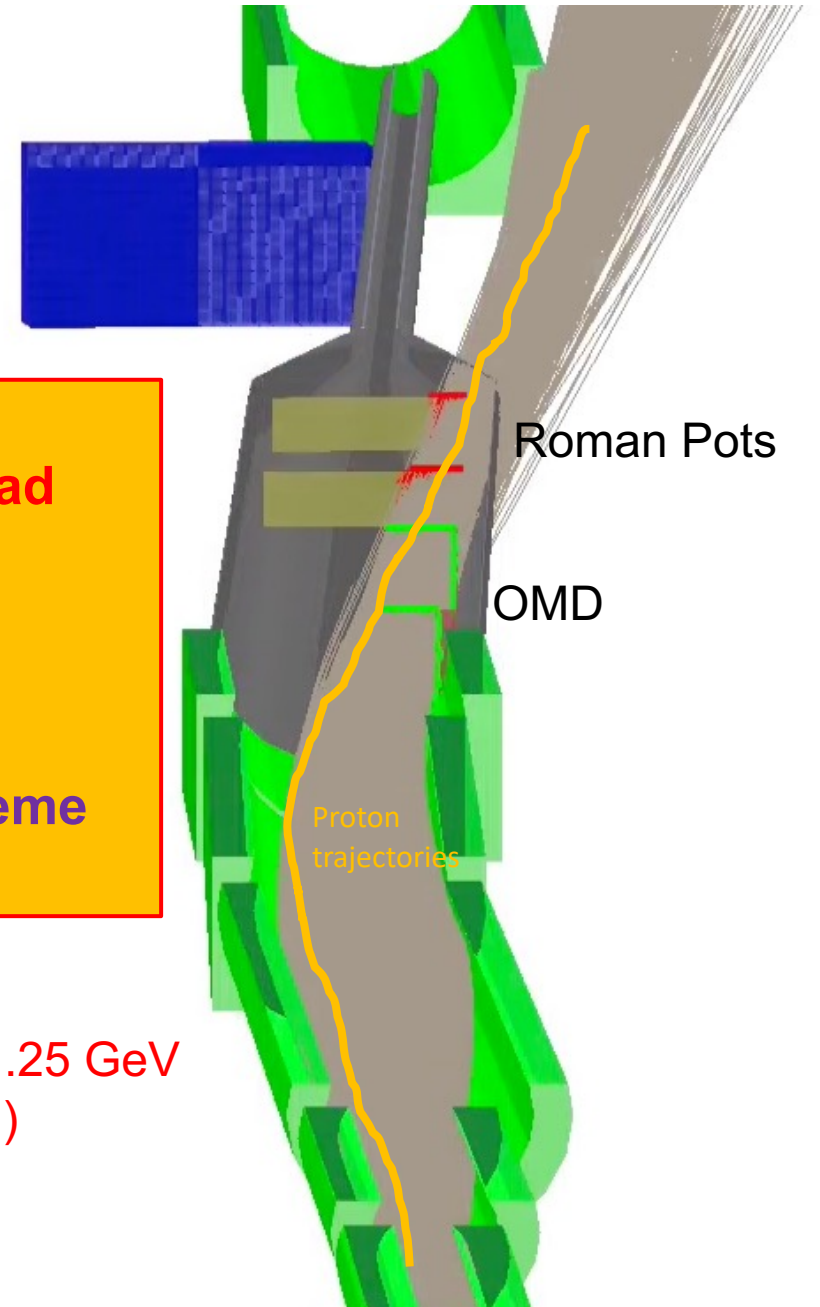 Roman Pots
ad
OMD
eme
Proton
trajectories
.25 GeV
)